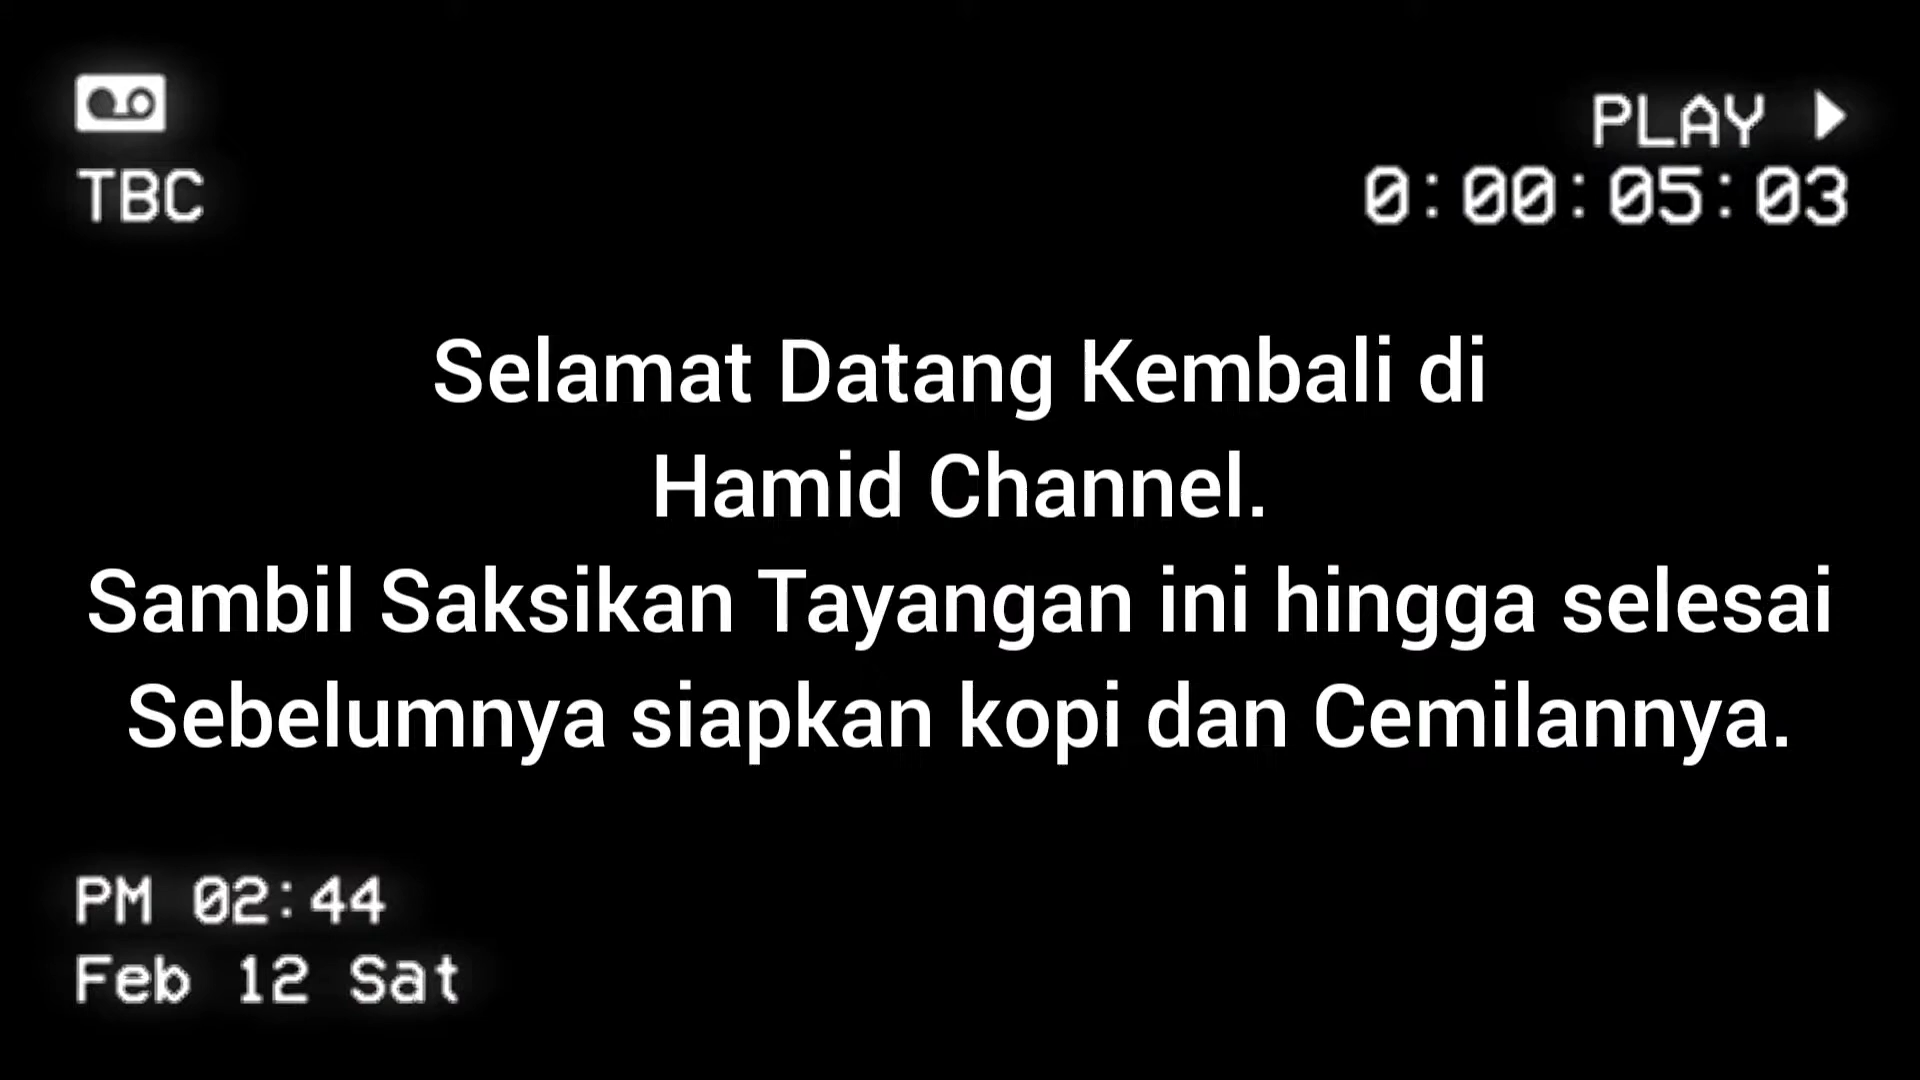 PLAY
TBC
0:00:05:03
Selamat Datang Kembali di
Hamid Channel.
Sambil Saksikan Tayangan ini hingga selesai
Sebelumnya siapkan kopi dan Cemilannya.
PM 02:44
Feb 12 Sat